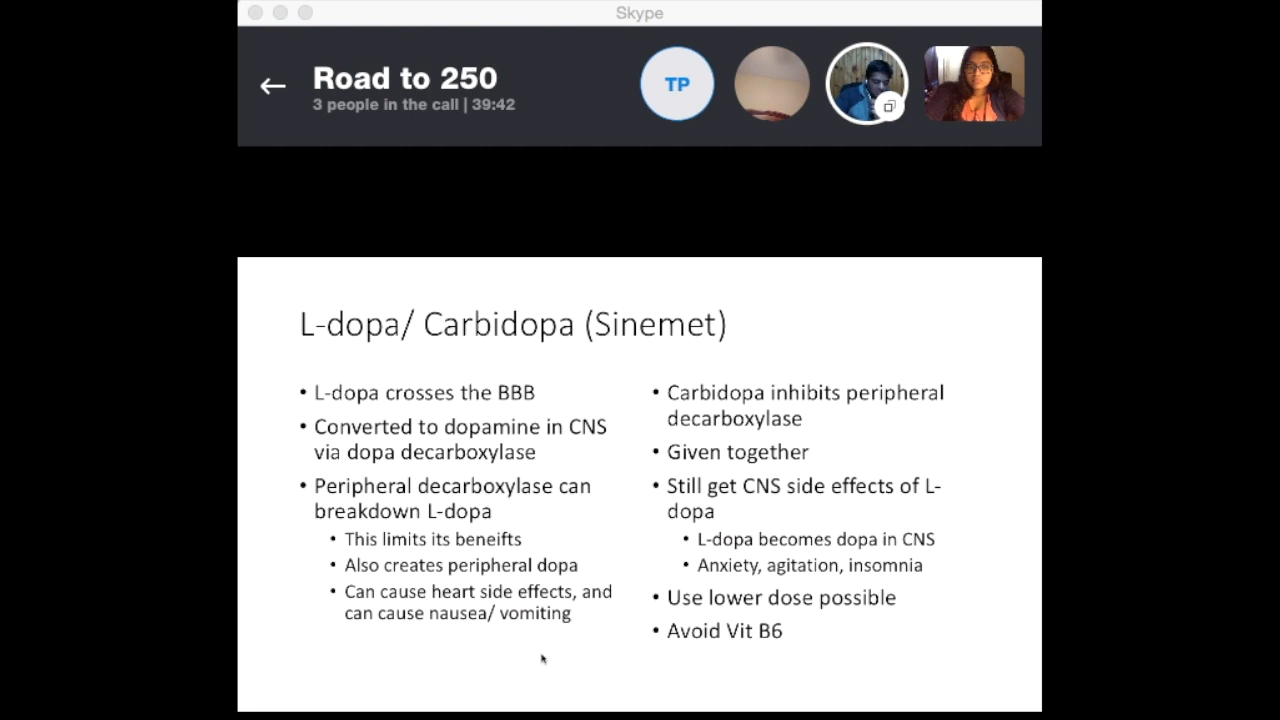 Skype
Road to 250
3 people in the call | 39:42
TP
L-dopa/ Carbidopa (Sinemet)
• L-dopa crosses the BBB
• Converted to dopamine in CNS
via dopa decarboxylase
• Peripheral decarboxylase can
breakdown L-dopa
• This limits its beneifts
• Also creates peripheral dopa
• Can cause heart side effects, and
can cause nausea/ vomiting
• Carbidopa inhibits peripheral
decarboxylase
• Given together
• Still get CNS side effects of L-
dopa
• L-dopa becomes dopa in CNS
• Anxiety, agitation, insomnia
• Use lower dose possible
• Avoid Vit B6